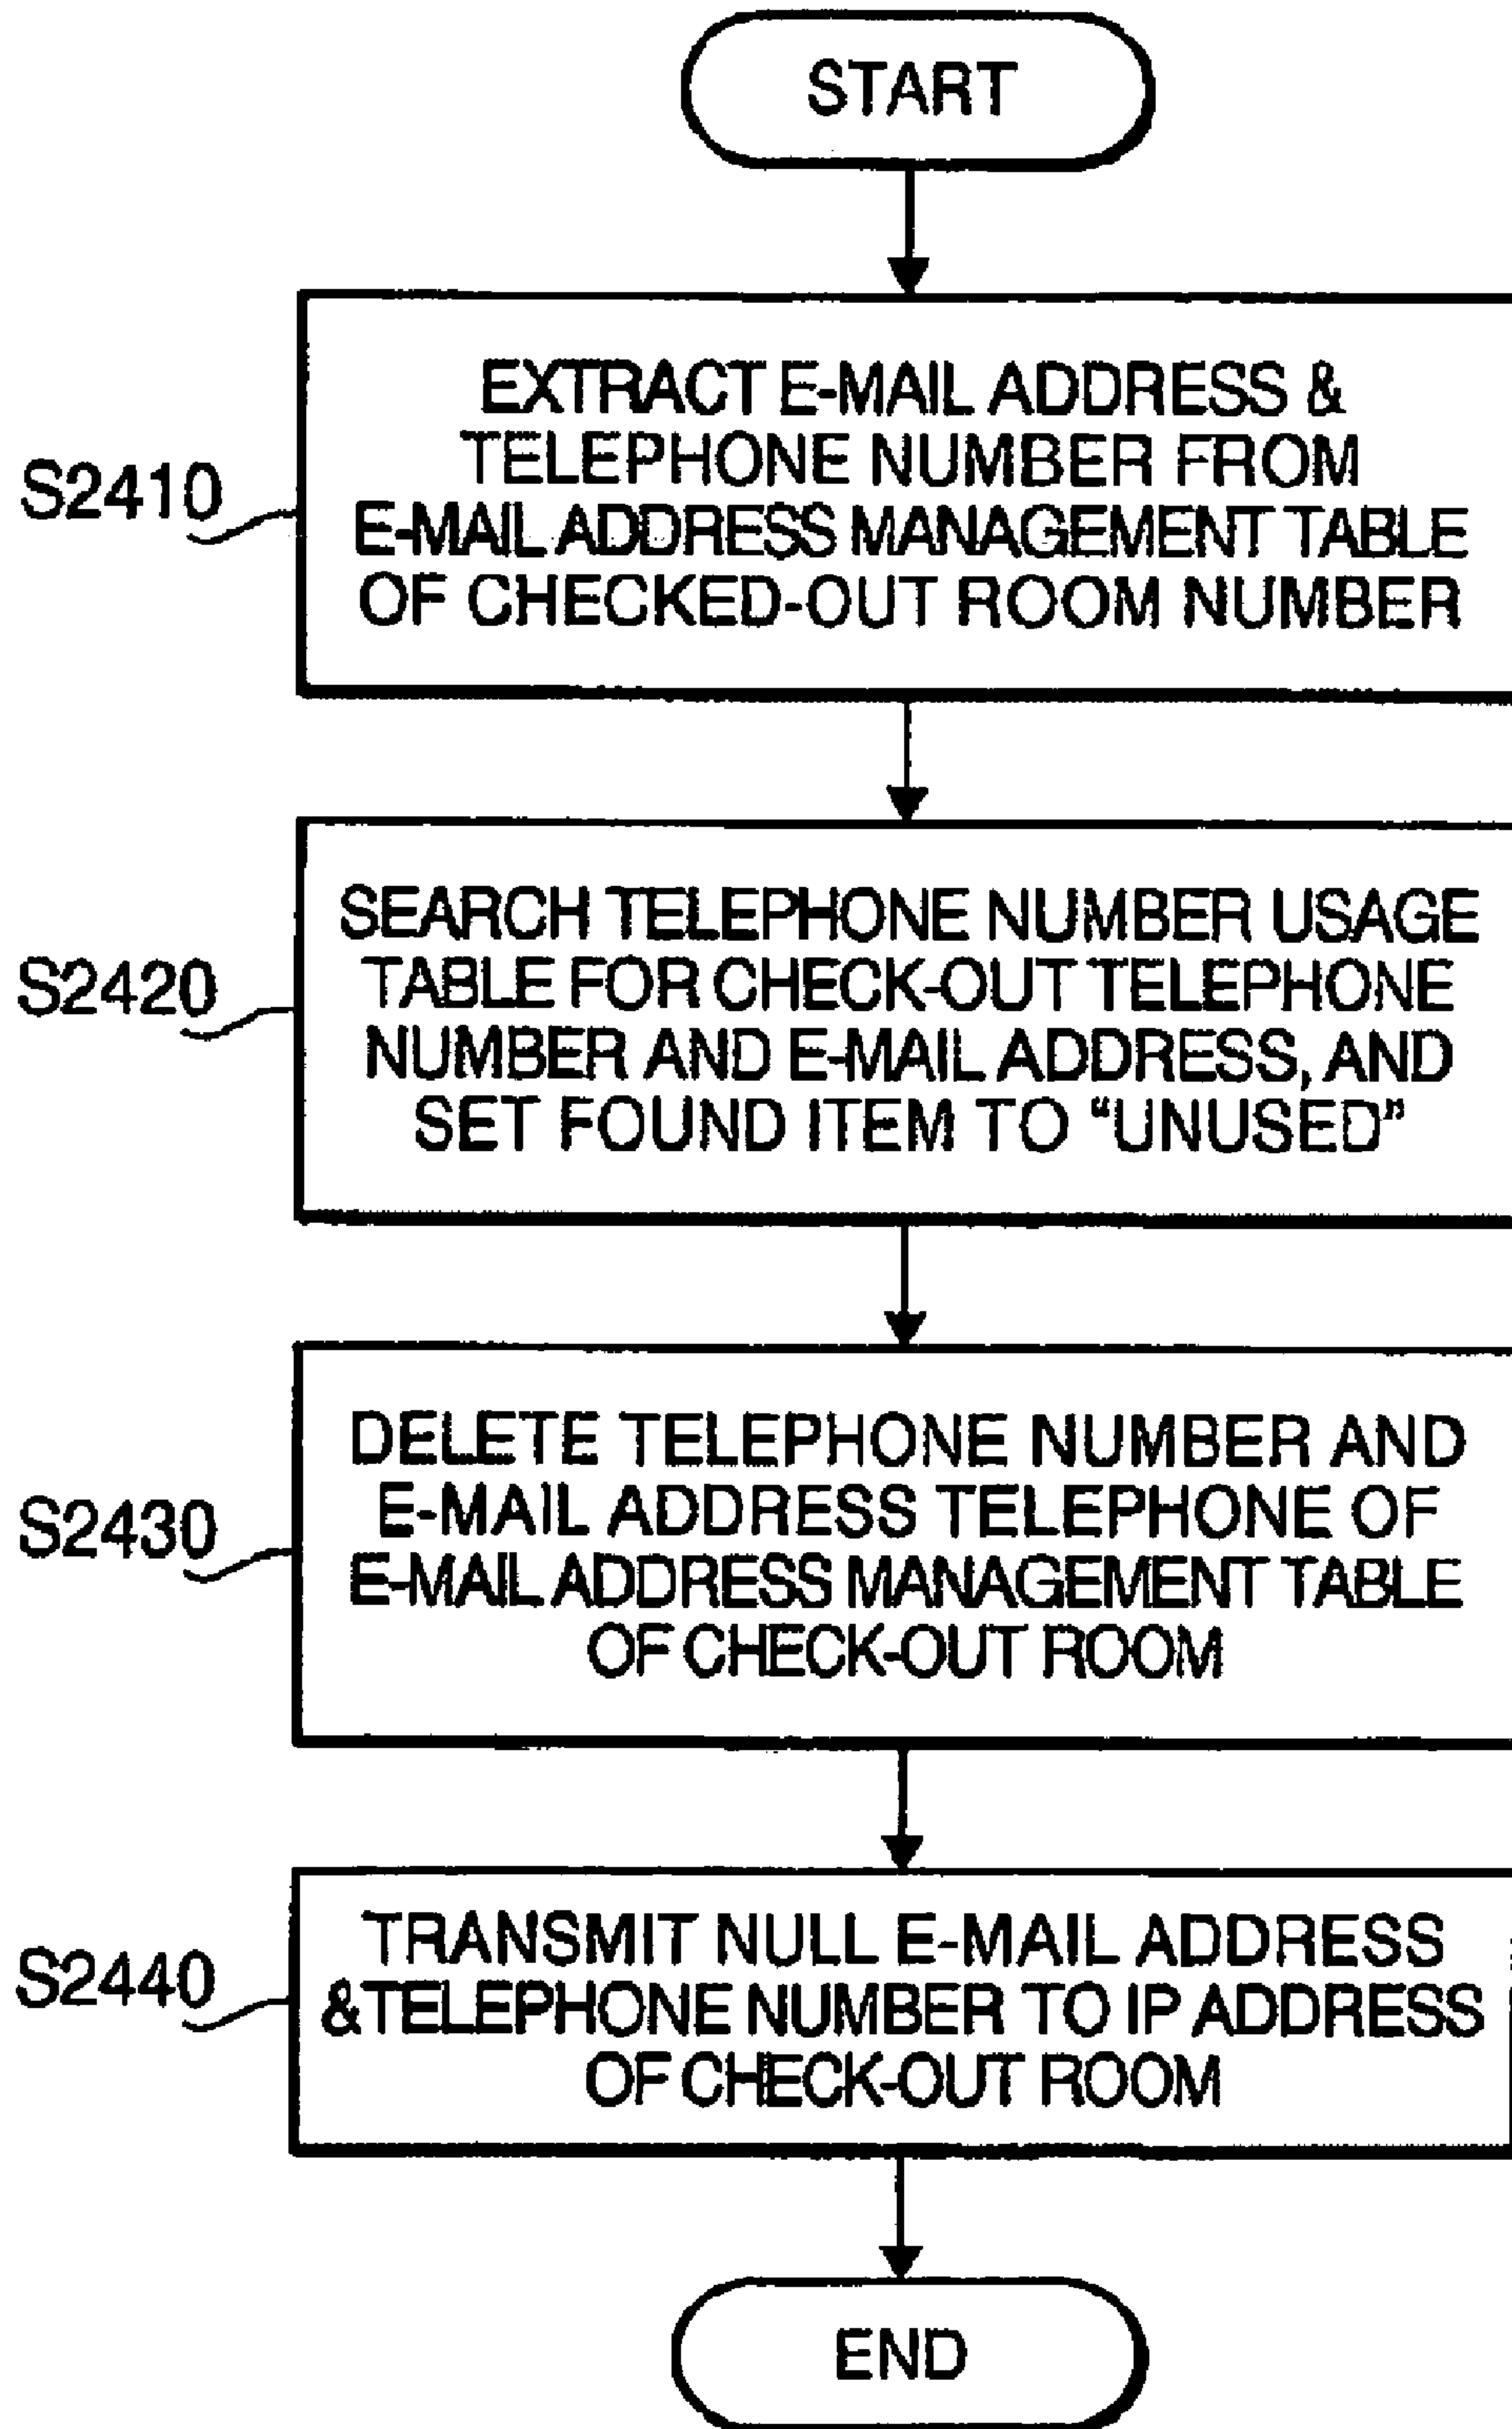 START
S2410
EXTRACT E-MAIL ADDRESS &
TELEPHONE NUMBER FROM
E-MAIL ADDRESS MANAGEMENT TABLE
OF CHECKED-OUT ROOM NUMBER
S2420
SEARCH TELEPHONE NUMBER USAGE
TABLE FOR CHECK-OUT TELEPHONE
NUMBER AND E-MAIL ADDRESS, AND
SET FOUND ITEM TO “UNUSED”
S2430
DELETE TELEPHONE NUMBER AND
E-MAIL ADDRESS TELEPHONE OF
E-MAIL ADDRESS MANAGEMENT TABLE
OF CHECK-OUT ROOM
S2440
TRANSMIT NULL E-MAIL ADDRESS
&TELEPHONE NUMBER TO IP ADDRESS
OF CHECK-OUT ROOM
END